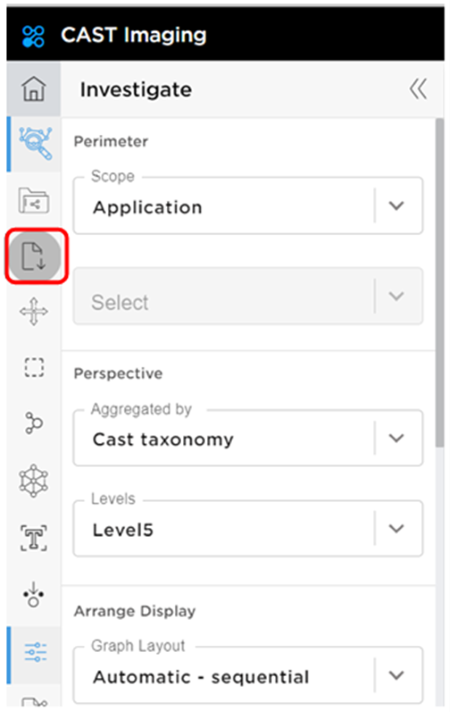 CAST Imaging
Investigate
Perimeter
Scope
Application
Select
Perspective
Aggregated by
Cast taxonomy
Levels
Level5
Arrange Display
Graph Layout
Automatic - sequential